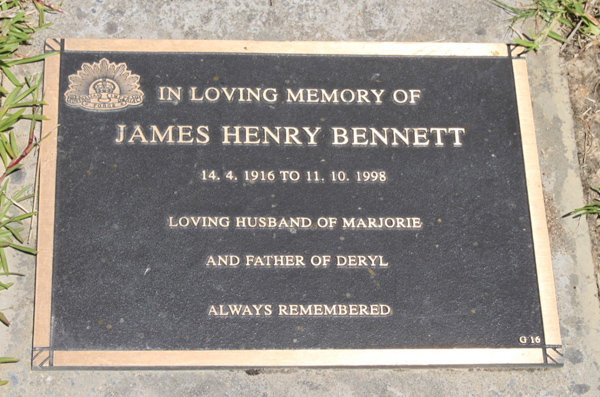 IN LOVING MEMORY OF
JAMES HENRY BENNETT
14. 4. 1916 TO 11. 10. 1998
LOVING HUSBAND OF MARJORIE
AND FATHER OF DERYL
ALWAYS REMEMBERED
G 16